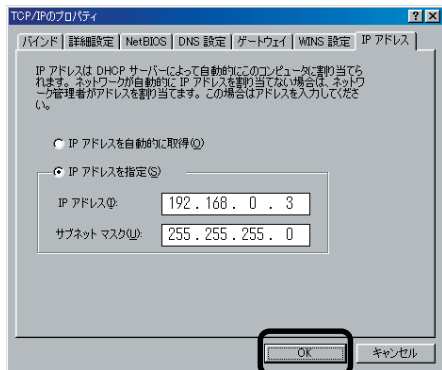 TCP/IPのプロパティ
バインド 詳細設定 NetBIOS DNS 設定 ゲートウェイ WINS 設定 IP アドレス
IP アドレスは DHCP サーバーによって自動的にこのコンピュータに割り当てら
れます。ネットワークが自動的に IP アドレスを割り当てない場合は、ネットワ
ーク管理者がアドレスを割り当てます。この場合はアドレスを入力してくださ
い。
IP アドレスを自動的に取得(O)
IP アドレスを指定(S)
IP アドレス(I): 192 . 168 . 0 . 3
サブネット マスク(U): 255 . 255 . 255 . 0
OK キャンセル